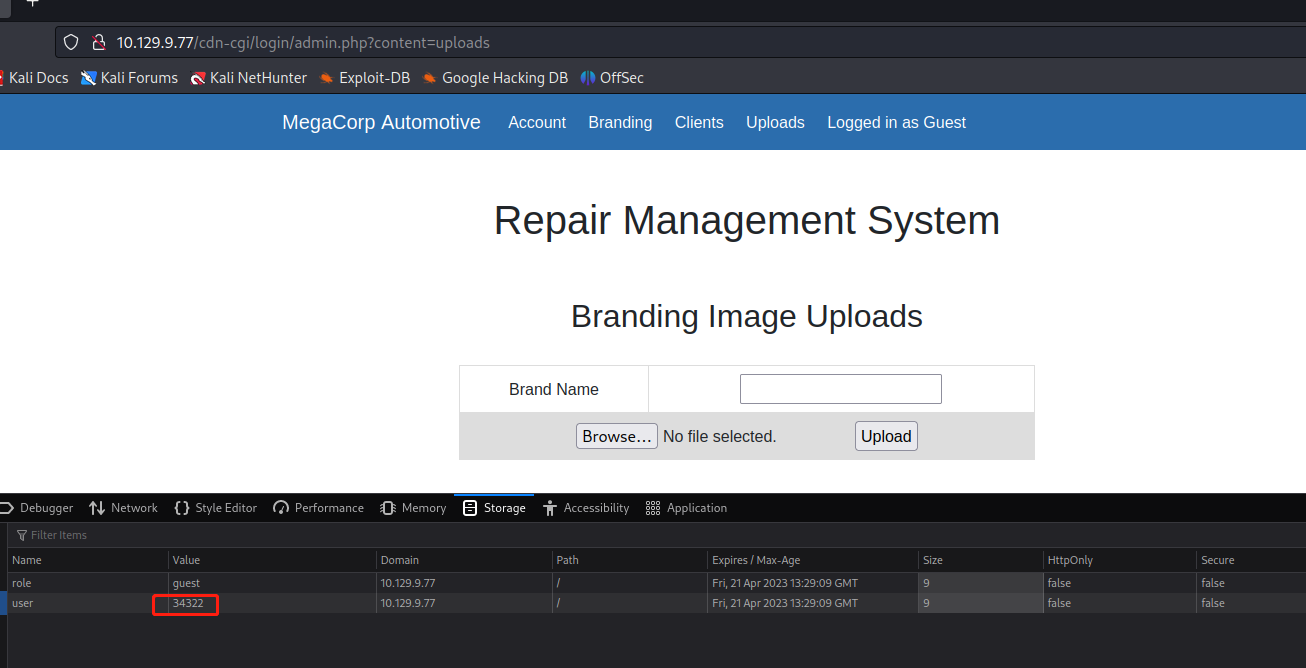 10.129.9.77/cdn-cgi/login/admin.php?content=uploads
Kali Docs Kali Forums Kali NetHunter Exploit-DB Google Hacking DB OffSec
MegaCorp Automotive Account Branding Clients Uploads Logged in as Guest
Repair Management System
Branding Image Uploads
Brand Name
Browse... No file selected. Upload
Debugger Network Style Editor Performance Memory Storage Accessibility Application
Filter Items
Name Value Domain Path Expires / Max-Age Size HttpOnly Secure
role guest 10.129.9.77 / Fri, 21 Apr 2023 13:29:09 GMT 9 false false
user 34322 10.129.9.77 / Fri, 21 Apr 2023 13:29:09 GMT 9 false false